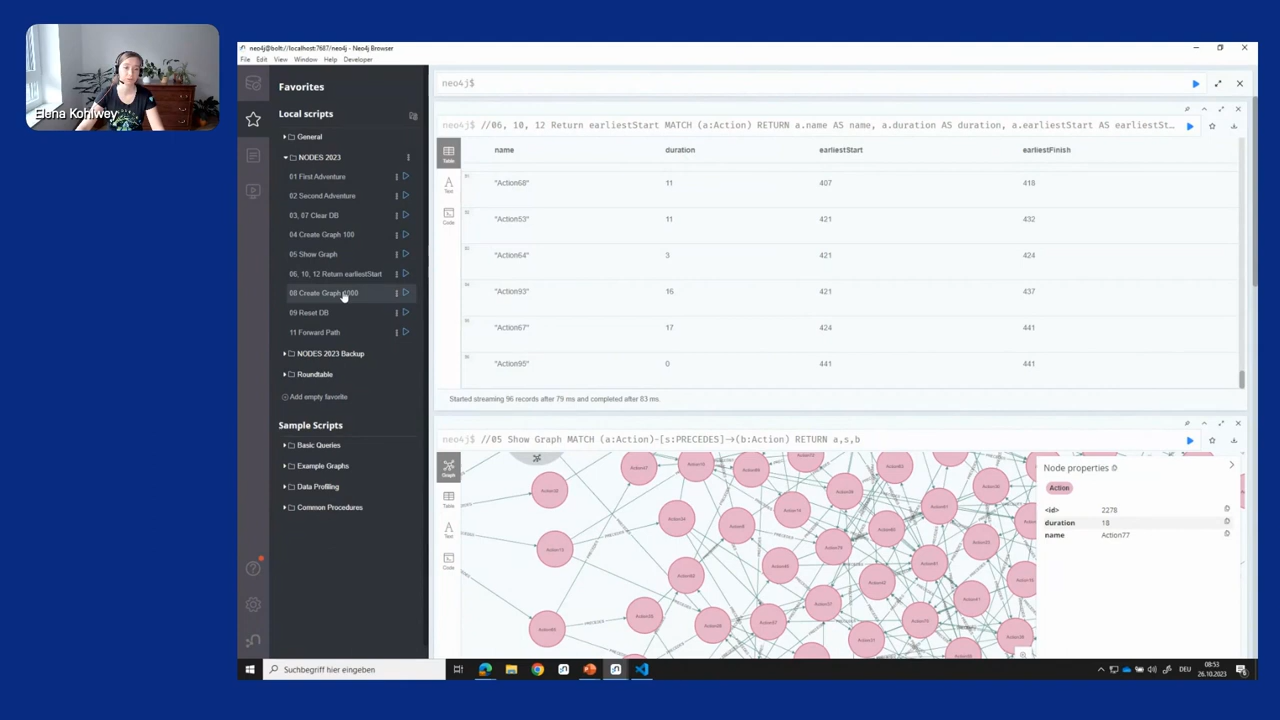 Elena Kohlwey
neo4j@bolt://localhost:7687/neo4j - Neo4j Browser
File Edit View Window Help Developer
Favorites
Local scripts
General
NODES 2023
01 First Adventure
02 Second Adventure
03, 07 Clear DB
04 Create Graph 100
05 Show Graph
06, 10, 12 Return earliestStart
08 Create Graph 1000
09 Reset DB
11 Forward Path
NODES 2023 Backup
Roundtable
Add empty favorite
Sample Scripts
Basic Queries
Example Graphs
Data Profiling
Common Procedures
neo4j$
neo4j$ //06, 10, 12 Return earliestStart MATCH (a:Action) RETURN a.name AS name, a.duration AS duration, a.earliestStart AS earliestSt…
Table
Text
Code
name duration earliestStart earliestFinish
"Action68" 11 407 418
"Action53" 11 421 432
"Action64" 3 421 424
"Action93" 16 421 437
"Action67" 17 424 441
"Action95" 0 441 441
Started streaming 96 records after 79 ms and completed after 83 ms.
neo4j$ //05 Show Graph MATCH (a:Action)-[s:PRECEDES]→(b:Action) RETURN a,s,b
Graph
Table
Text
Code
Node properties
Action
<id> 2278
duration 18
name Action77
Suchbegriff hier eingeben
DEU
08:53
26.10.2023